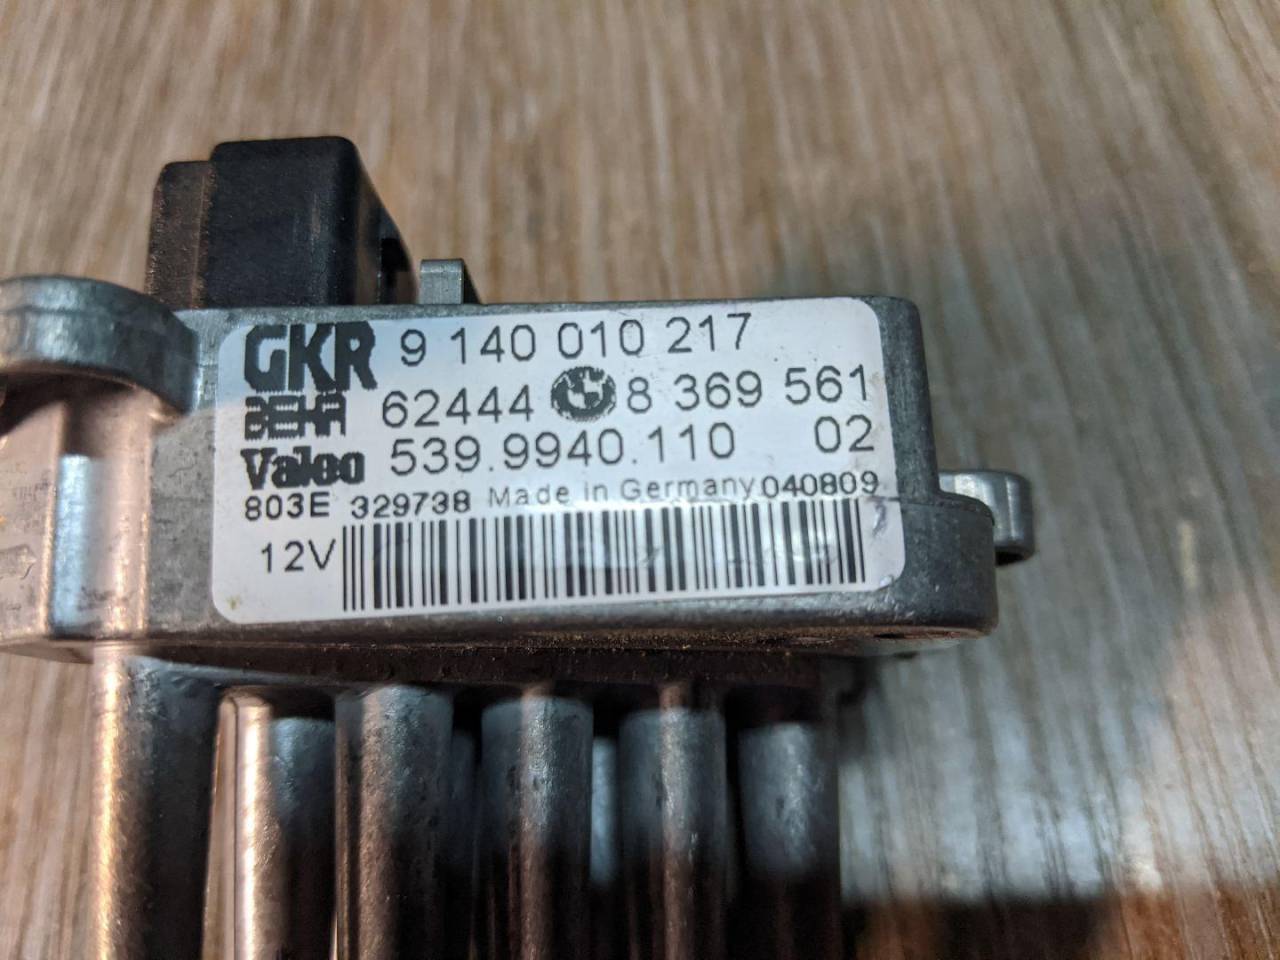 GKR 9 140 010 217
BEHR 62444 8 369 561
Valeo 539.9940.110 02
803E 329738 Made in Germany 040809
12V